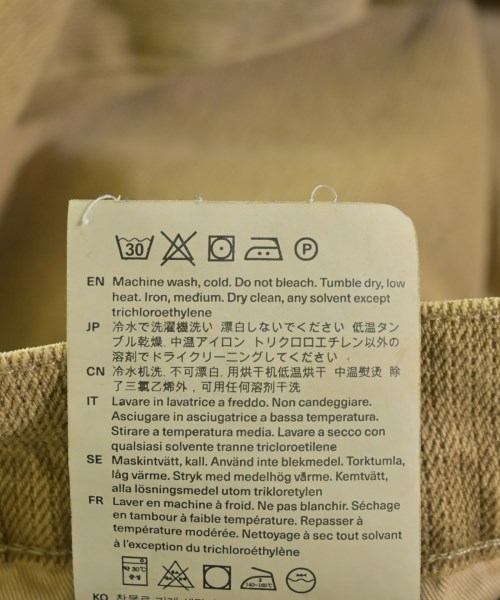 30 P
EN Machine wash, cold. Do not bleach. Tumble dry, low
heat. Iron, medium. Dry clean, any solvent except
trichloroethylene
JP 冷水で洗濯機洗い 漂白しないでください 低温タン
ブル乾燥, 中温アイロン トリクロロエチレン以外の
溶剤でドライクリーニングしてください
CN 冷水机洗. 不可漂白. 用烘干机低温烘干 中温熨烫 除
了三氯乙烯外, 可用任何溶剂干洗
IT Lavare in lavatrice a freddo. Non candeggiare.
Asciugare in asciugatrice a bassa temperatura.
Stirare a temperatura media. Lavare a secco con
qualsiasi solvente tranne tricloroetilene
SE Maskintvätt, kall. Använd inte blekmedel. Torktumla,
låg värme. Stryk med medelhög värme. Kemtvätt,
alla lösningsmedel utom trikloretylen
FR Laver en machine à froid. Ne pas blanchir. Séchage
en tambour à faible température. Repasser à
température modérée. Nettoyage à sec tout solvant
à l'exception du trichloréthylène
KO